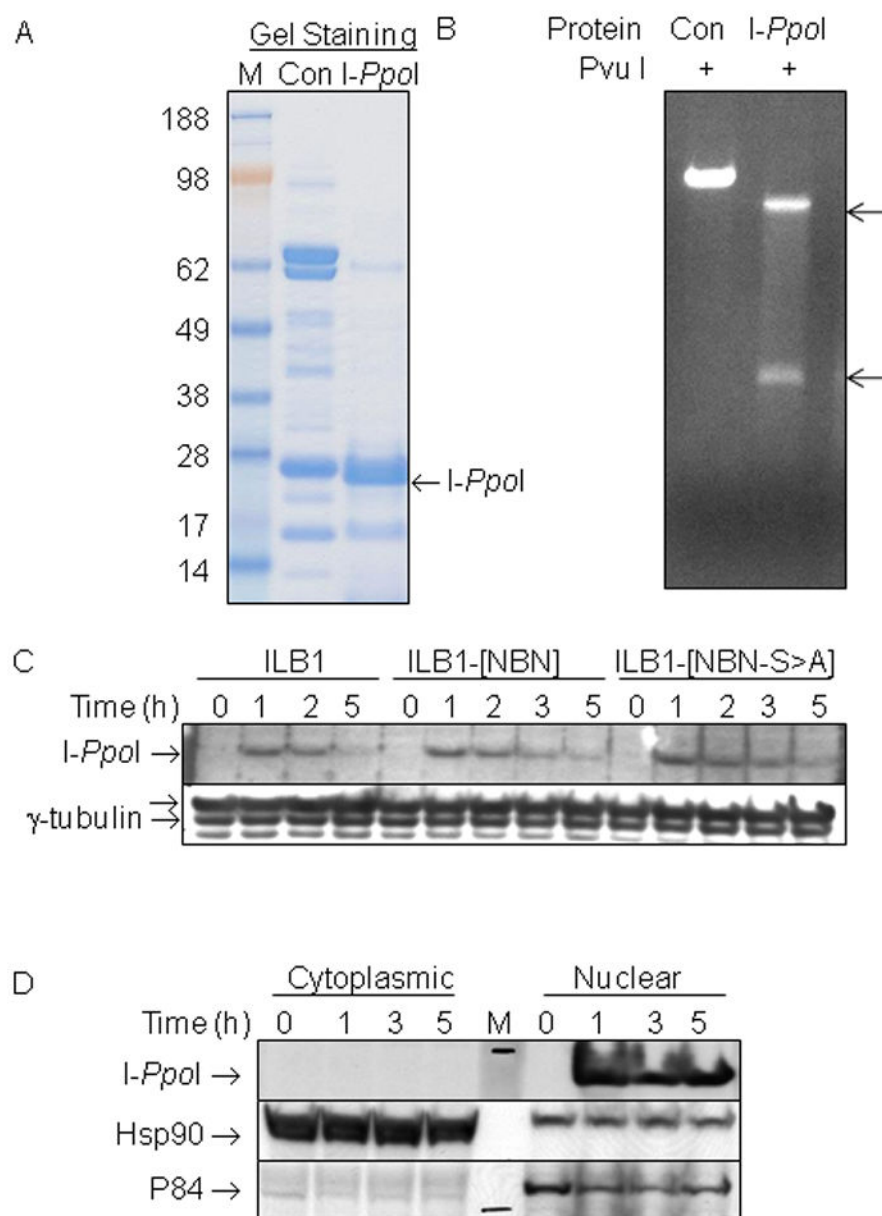 A
Gel Staining
M Con I-PpoI
188
98
62
49
38
28
17
14
← I-PpoI
B
Protein Con I-PpoI
Pvu I + +
C
ILB1 ILB1-[NBN] ILB1-[NBN-S>A]
Time (h) 0 1 2 5 0 1 2 3 5 0 1 2 3 5
I-PpoI →
γ-tubulin →
D
Cytoplasmic Nuclear
Time (h) 0 1 3 5 M 0 1 3 5
I-PpoI →
Hsp90 →
P84 →